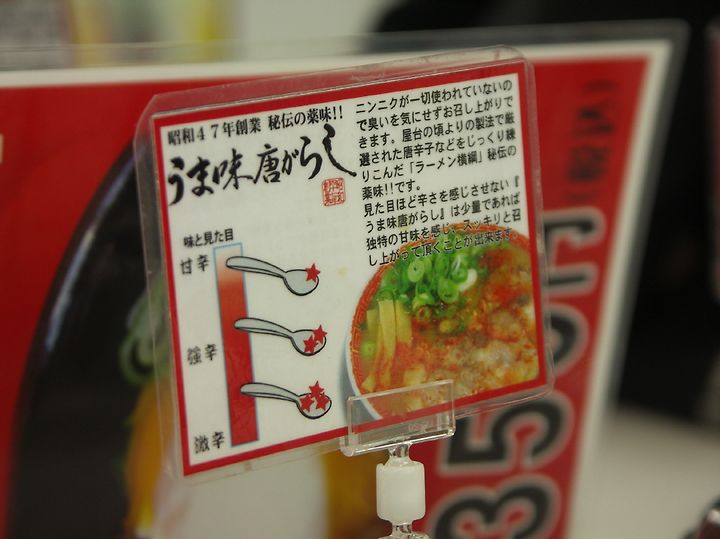 昭和47年創業 秘伝の薬味!!
うま味唐がらし
ニンニクが一切使われていないの
で臭いを気にせずお召し上がりで
きます。屋台の頃よりの製法で厳
選された唐辛子などをじっくり練
りこんだ「ラーメン横綱」秘伝の
薬味!!です。
見た目ほど辛さを感じさせない『
うま味唐がらし』は少量であれば
独特の甘味を感じ、スッキリと召
し上がって頂くことが出来ます。
味と見た目
甘辛
強辛
激辛
350円